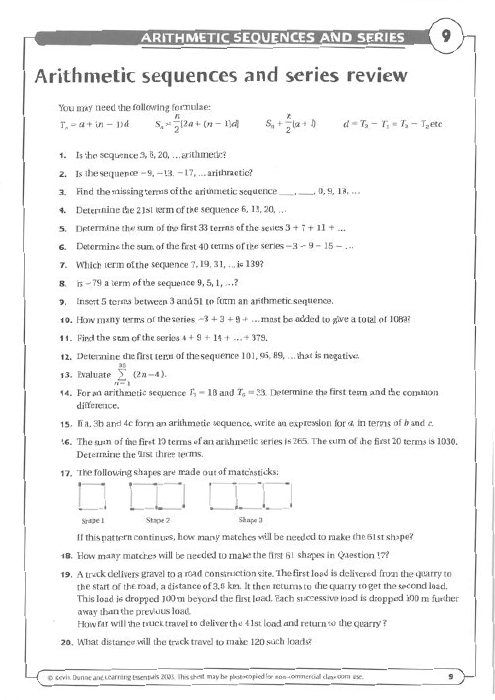 ARITHMETIC SEQUENCES AND SERIES 9
Arithmetic sequences and series review
You may need the following formulae:
Tₙ = a + (n − 1)d Sₙ = n/2 [2a + (n − 1)d] d = T₂ − T₁ = T₃ − T₂ etc
1. Is the sequence 3, 8, 20, … arithmetic?
2. Is the sequence −9, −13, −17, … arithmetic?
3. Find the missing terms of the arithmetic sequence ___, ___, 0, 9, 18, …
4. Determine the 21st term of the sequence 6, 13, 20, …
5. Determine the sum of the first 33 terms of the series 3 + 7 + 11 + …
6. Determine the sum of the first 40 terms of the series −3 − 9 − 15 − …
7. Which term of the sequence 7, 19, 31, … is 139?
8. Is −79 a term of the sequence 9, 5, 1, …?
9. Insert 5 terms between 3 and 51 to form an arithmetic sequence.
10. How many terms of the series −3 + 3 + 9 + … must be added to give a total of 108?
11. Find the sum of the series 4 + 9 + 14 + … + 379.
12. Determine the first term of the sequence 101, 95, 89, … that is negative.
13. Evaluate Σ (2n−4).
n=1
14. For an arithmetic sequence = 18 and = 33. Determine the first term and the common
difference.
15. If a, 3b and 4c form an arithmetic sequence, write an expression for a in terms of b and c.
16. The sum of the first 10 terms of an arithmetic series is 265. The sum of the first 20 terms is 1030.
Determine the first three terms.
17. The following shapes are made out of matchsticks:
Shape 1 Shape 2 Shape 3
If this pattern continues, how many matches will be needed to make the 61st shape?
18. How many matches will be needed to make the first 61 shapes in Question 17?
19. A truck delivers gravel to a road construction site. The first load is delivered from the quarry to
the start of the road, a distance of 3,6 km. It then returns to the quarry to get the second load.
This load is dropped 100 m beyond the first load. Each successive load is dropped 100 m further
away than the previous load.
How far will the truck travel to deliver the 41st load and return to the quarry?
20. What distance will the truck travel to make 120 such loads?
© Kevin Dunne and Learning Essentials 2003. This sheet may be photocopied for non-commercial classroom use. 9